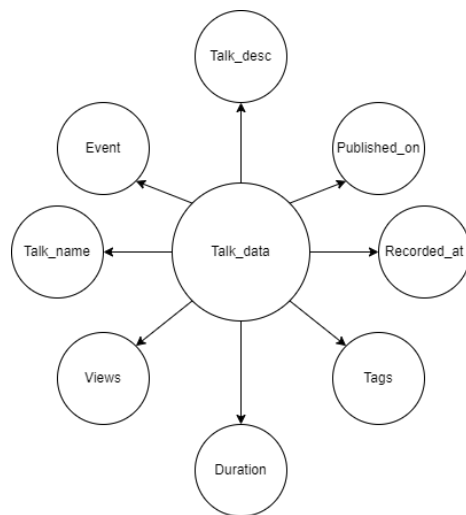 Talk_desc
Event
Published_on
Talk_name
Talk_data
Recorded_at
Views
Tags
Duration